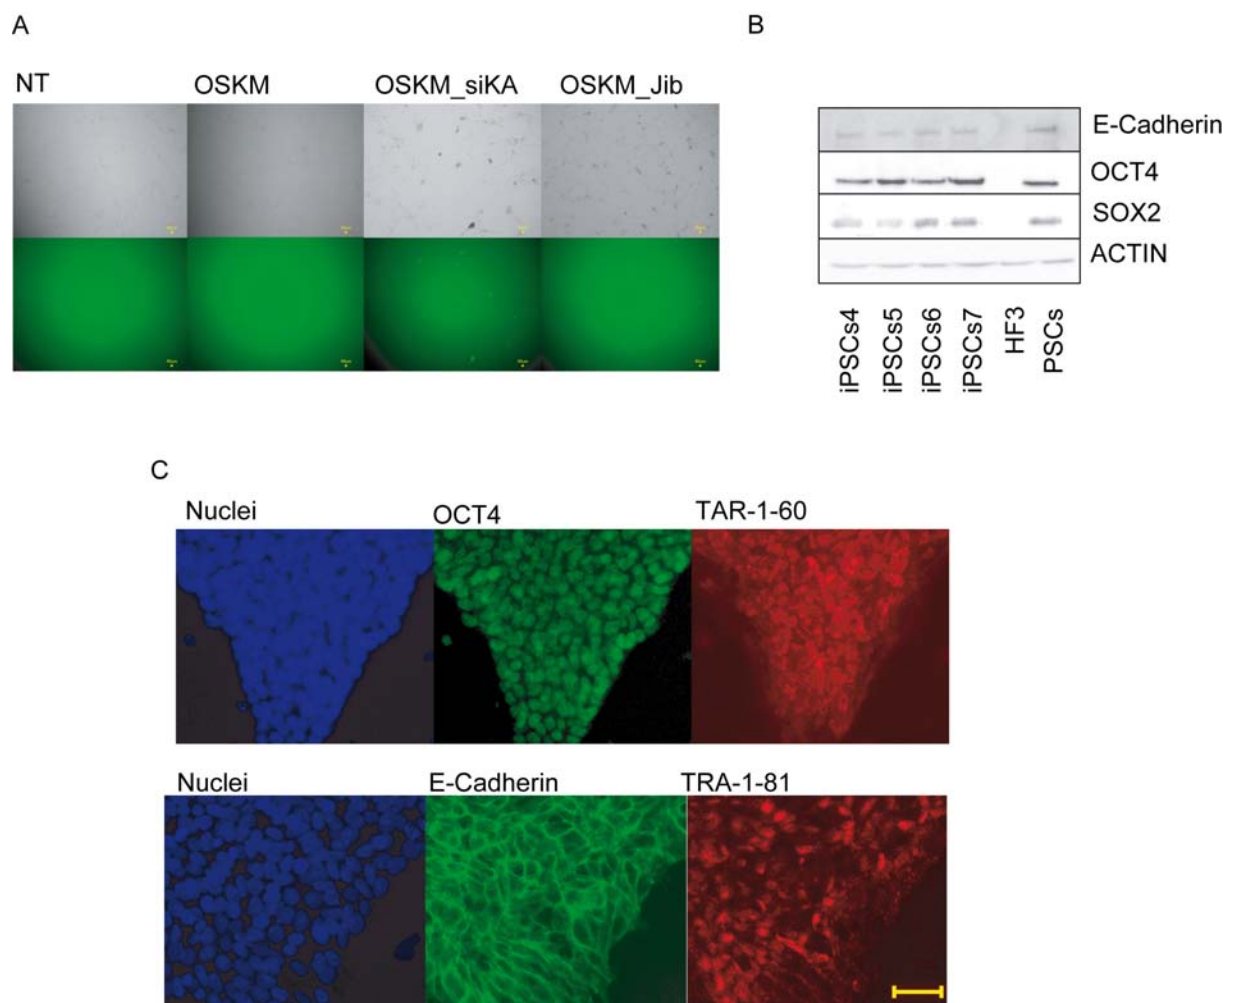 A
B
NT
OSKM
OSKM_siKA
OSKM_Jib
E-Cadherin
OCT4
SOX2
ACTIN
iPSCs4
iPSCs5
iPSCs6
iPSCs7
HF3
PSCs
C
Nuclei
OCT4
TAR-1-60
Nuclei
E-Cadherin
TRA-1-81